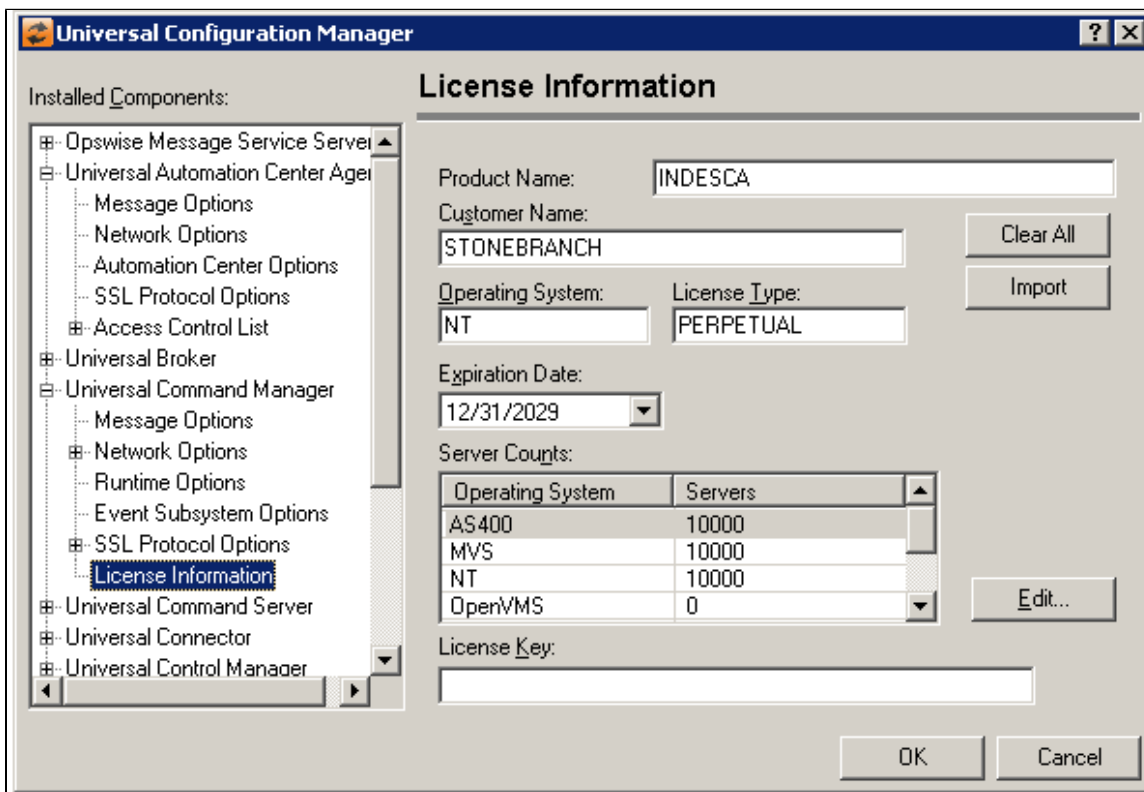 Universal Configuration Manager
Installed Components:
Opswise Message Service Server
Universal Automation Center Agen
Message Options
Network Options
Automation Center Options
SSL Protocol Options
Access Control List
Universal Broker
Universal Command Manager
Message Options
Network Options
Runtime Options
Event Subsystem Options
SSL Protocol Options
License Information
Universal Command Server
Universal Connector
Universal Control Manager
License Information
Product Name: INDESCA
Customer Name:
STONEBRANCH
Clear All
Import
Operating System: License Type:
NT PERPETUAL
Expiration Date:
12/31/2029
Server Counts:
Operating System Servers
AS400 10000
MVS 10000
NT 10000
OpenVMS 0
Edit...
License Key:
OK Cancel